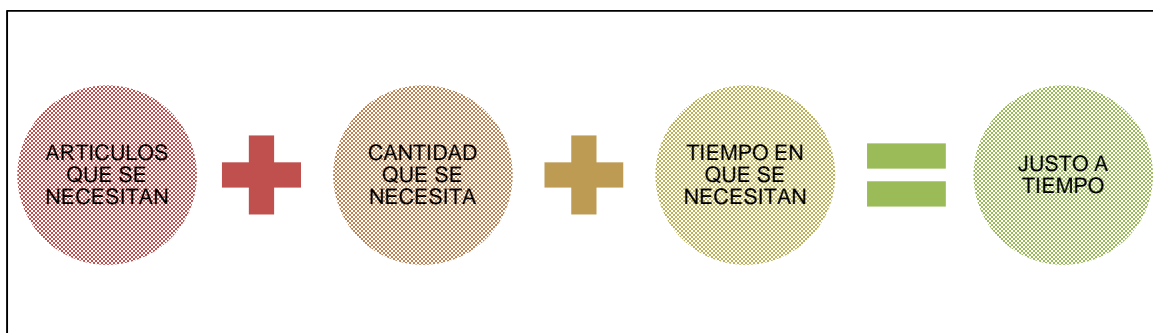 ARTICULOS
QUE SE
NECESITAN
CANTIDAD
QUE SE
NECESITA
TIEMPO EN
QUE SE
NECESITAN
JUSTO A
TIEMPO